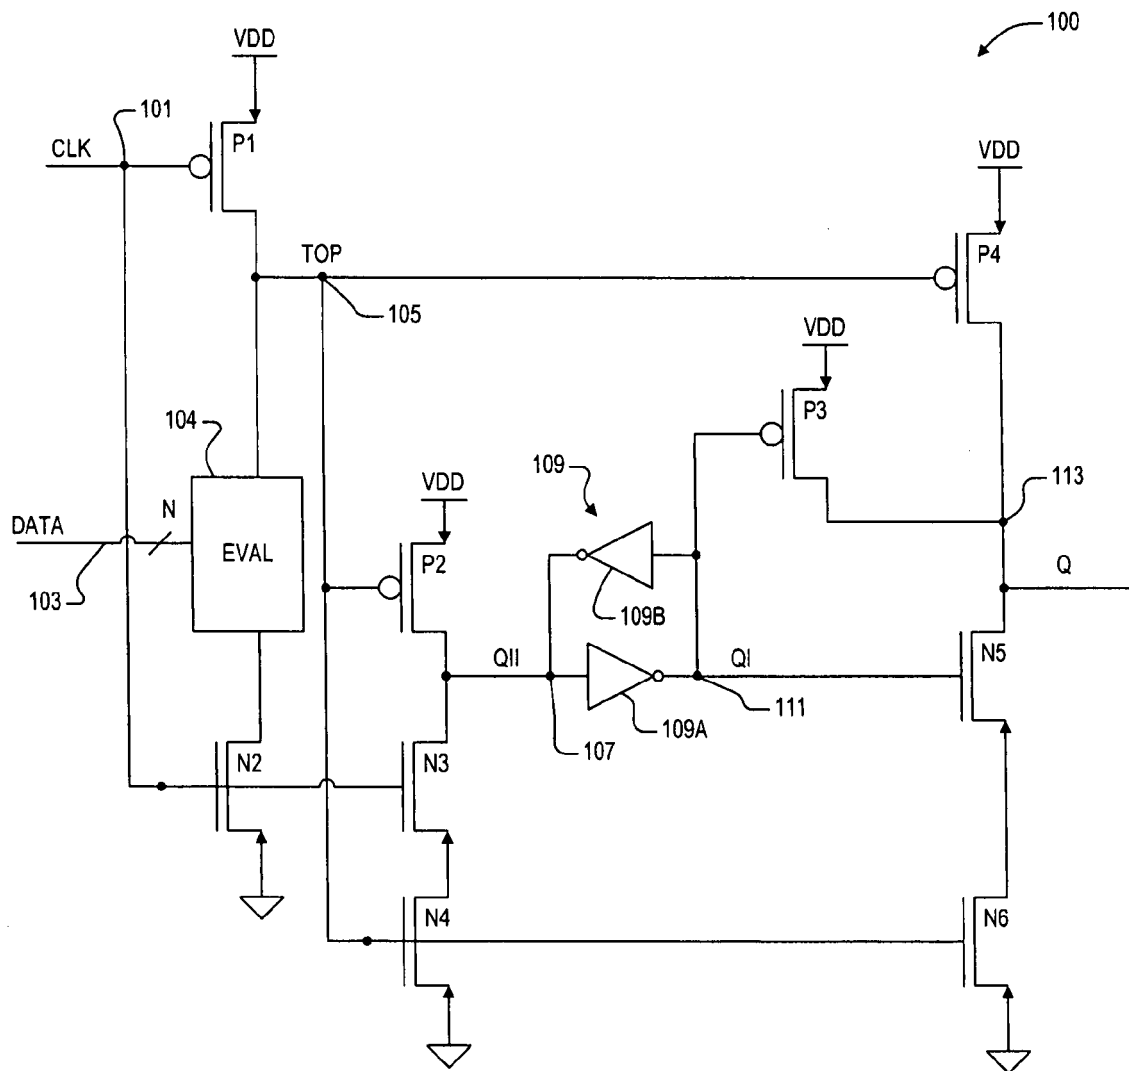 100
VDD
101
P1
CLK
VDD
TOP
P4
105
VDD
P3
104
109
113
N
VDD
DATA
EVAL
P2
Q
103
109B
QII
QI
N5
111
109A
107
N2
N3
N4
N6